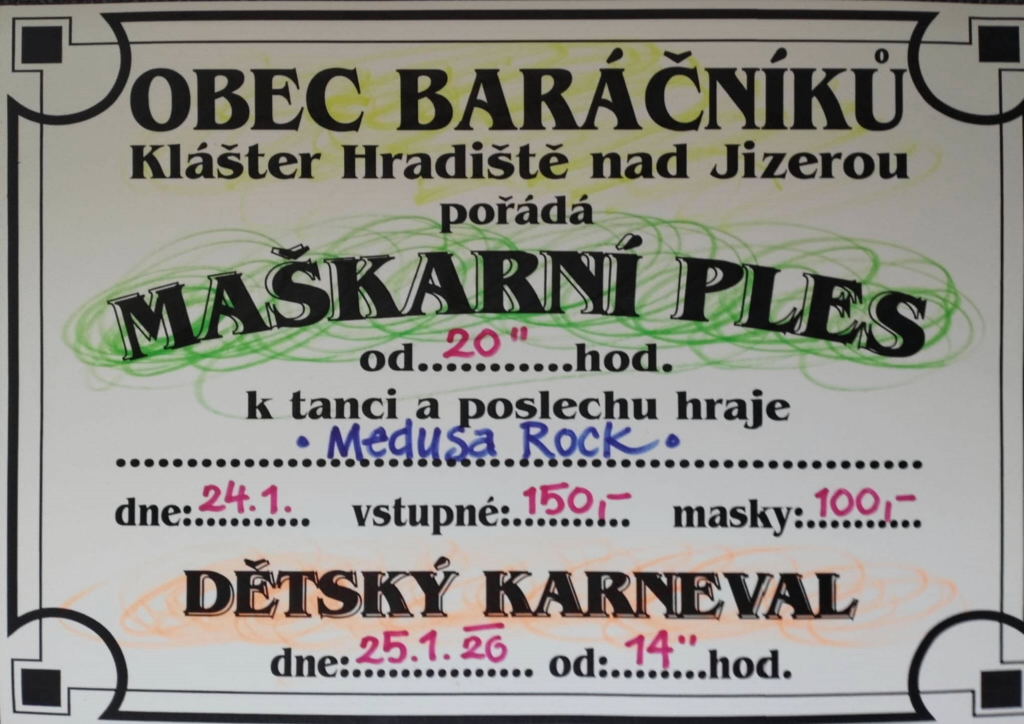 OBEC BARÁČNÍKŮ
Klášter Hradiště nad Jizerou
pořádá
MAŠKARNÍ PLES
od..20"..........hod.
k tanci a poslechu hraje
• Medusa Rock •
dne:24.1. vstupné:150,- masky:100,-
DĚTSKÝ KARNEVAL
dne:25.1.26 od:14" hod.